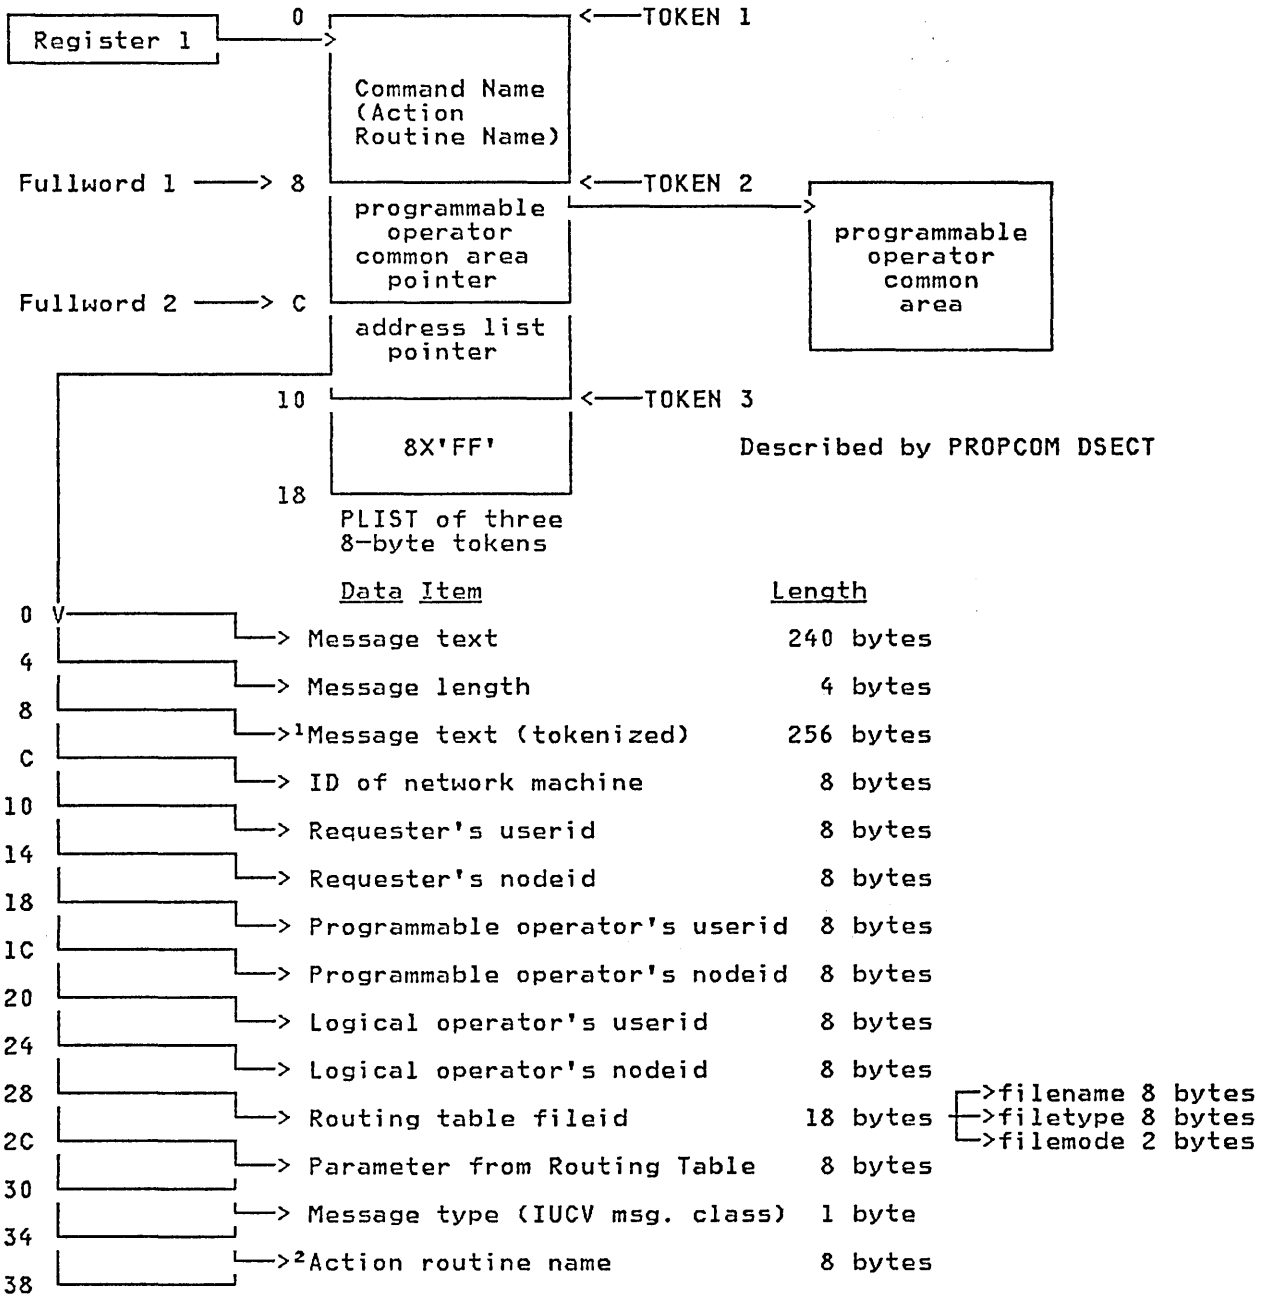 0 <──TOKEN 1
Register 1
Command Name
(Action
Routine Name)
Fullword 1 ──> 8 <──TOKEN 2
programmable
operator
common area
pointer
programmable
operator
common
area
Fullword 2 ──> C
address list
pointer
10 <──TOKEN 3
8X'FF'
Described by PROPCOM DSECT
18
PLIST of three
8-byte tokens
Data Item Length
0
> Message text 240 bytes
4
> Message length 4 bytes
8
>¹Message text (tokenized) 256 bytes
C
> ID of network machine 8 bytes
10
> Requester's userid 8 bytes
14
> Requester's nodeid 8 bytes
18
> Programmable operator's userid 8 bytes
1C
> Programmable operator's nodeid 8 bytes
20
> Logical operator's userid 8 bytes
24
> Logical operator's nodeid 8 bytes
28
>filename 8 bytes
> Routing table fileid 18 bytes >filetype 8 bytes
>filemode 2 bytes
2C
> Parameter from Routing Table 8 bytes
30
> Message type (IUCV msg. class) 1 byte
34
>²Action routine name 8 bytes
38